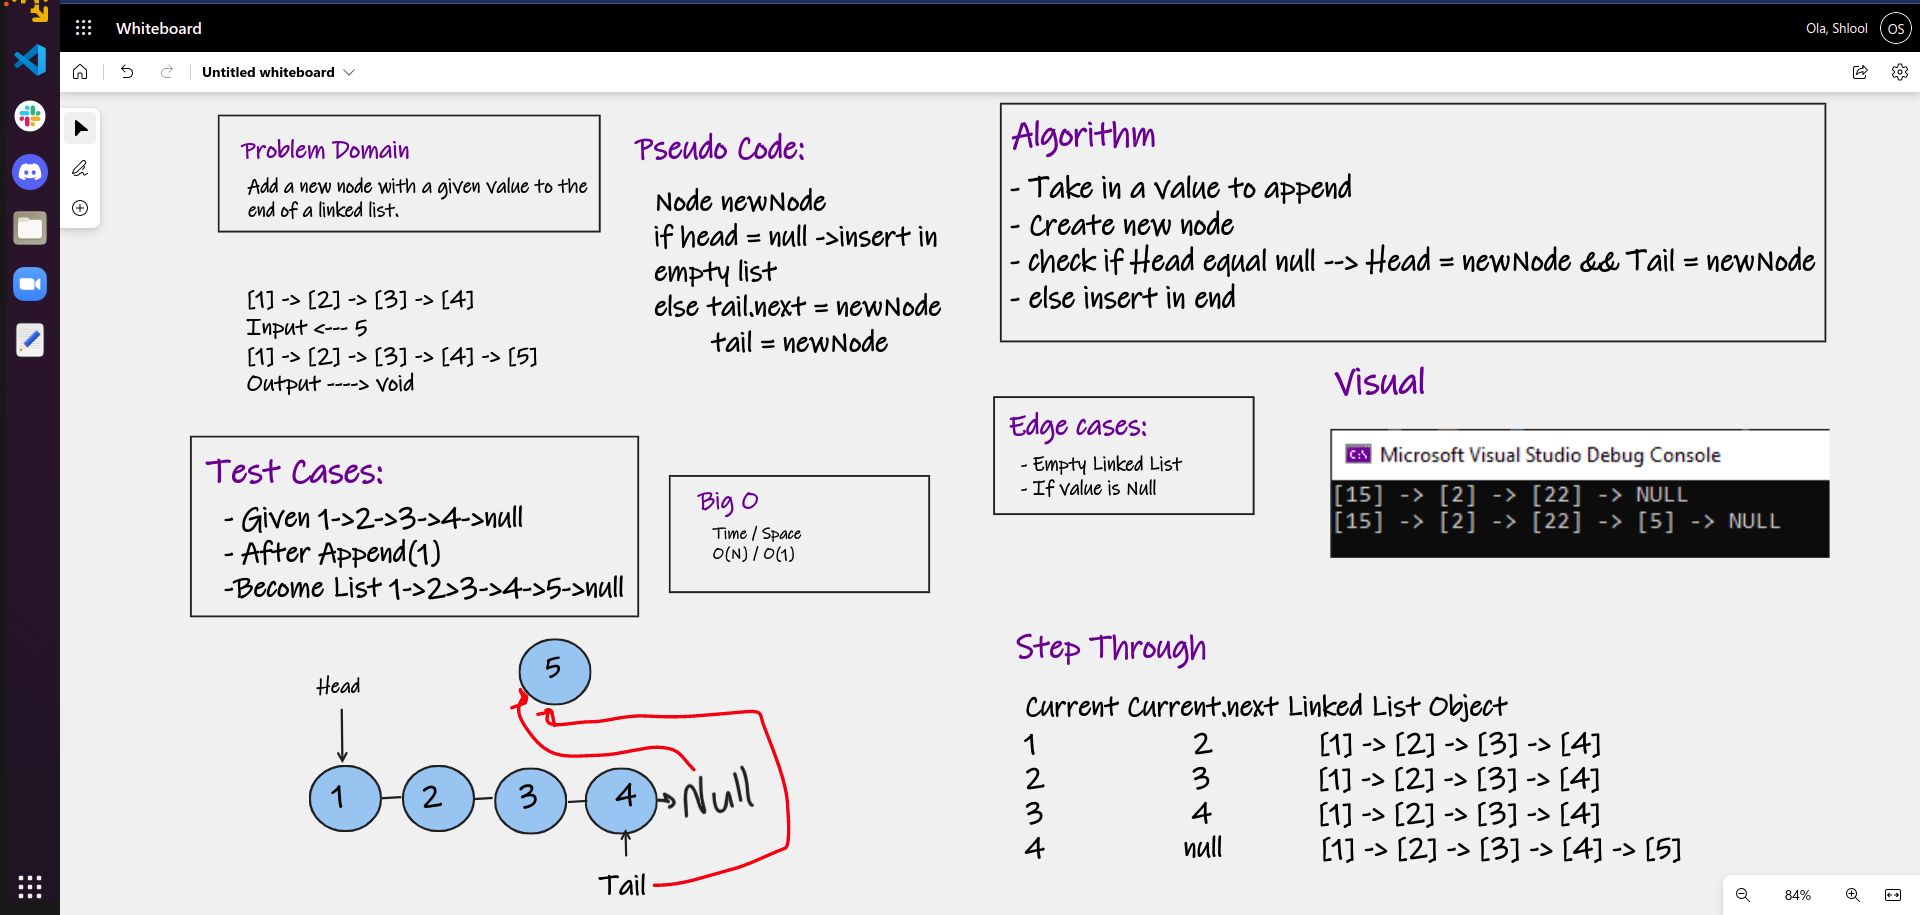 Whiteboard
Ola, Shlool
OS
Untitled whiteboard
Problem Domain
Add a new node with a given value to the
end of a linked list.
[1] -> [2] -> [3] -> [4]
Input <--- 5
[1] -> [2] -> [3] -> [4] -> [5]
Output ----> void
Pseudo Code:
Node newNode
if head = null ->insert in
empty list
else tail.next = newNode
tail = newNode
Algorithm
- Take in a value to append
- Create new node
- check if Head equal null --> Head = newNode && Tail = newNode
- else insert in end
Test Cases:
- Given 1->2->3->4->null
- After Append(1)
-Become List 1->2>3->4->5->null
Big O
Time / Space
O(N) / O(1)
Edge cases:
- Empty Linked List
- If value is Null
Visual
C:\ Microsoft Visual Studio Debug Console
[15] -> [2] -> [22] -> NULL
[15] -> [2] -> [22] -> [5] -> NULL
5
Head
1 2 3 4 Null
Tail
Step Through
Current Current.next Linked List Object
1 2 [1] -> [2] -> [3] -> [4]
2 3 [1] -> [2] -> [3] -> [4]
3 4 [1] -> [2] -> [3] -> [4]
4 null [1] -> [2] -> [3] -> [4] -> [5]
84%